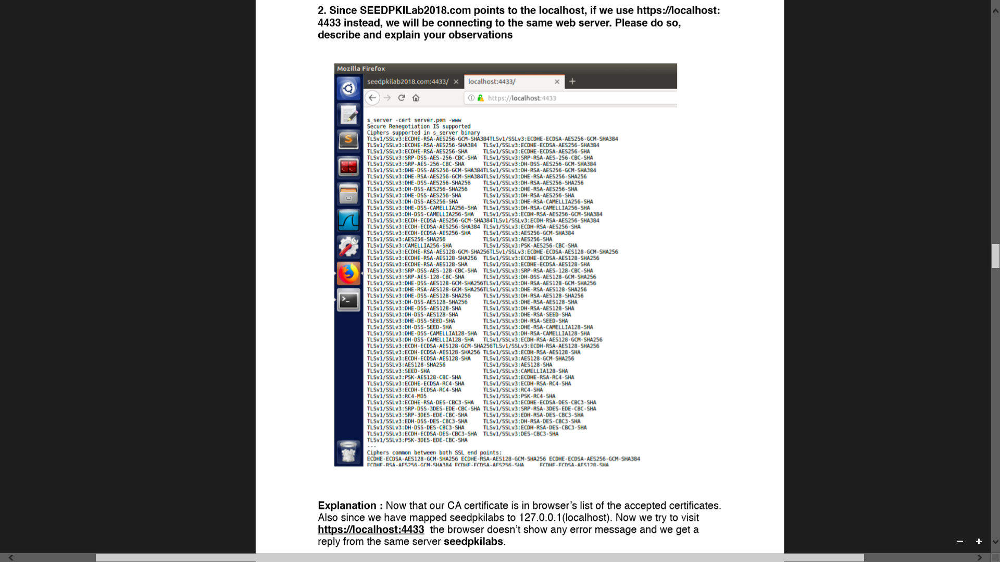 2. Since SEEDPKILab2018.com points to the localhost, if we use https://localhost:
4433 instead, we will be connecting to the same web server. Please do so,
describe and explain your observations
Mozilla Firefox
seedpkilab2018.com:4433/
localhost:4433/
https://localhost:4433
s_server -cert server.pem -www
Secure Renegotiation IS supported
Ciphers supported in s_server binary
TLSv1/SSLv3:ECDHE-RSA-AES256-GCM-SHA384TLSv1/SSLv3:ECDHE-ECDSA-AES256-GCM-SHA384
TLSv1/SSLv3:ECDHE-RSA-AES256-SHA384 TLSv1/SSLv3:ECDHE-ECDSA-AES256-SHA384
TLSv1/SSLv3:ECDHE-RSA-AES256-SHA TLSv1/SSLv3:ECDHE-ECDSA-AES256-SHA
TLSv1/SSLv3:SRP-DSS-AES-256-CBC-SHA TLSv1/SSLv3:SRP-RSA-AES-256-CBC-SHA
TLSv1/SSLv3:SRP-AES-256-CBC-SHA TLSv1/SSLv3:DH-DSS-AES256-GCM-SHA384
TLSv1/SSLv3:DHE-DSS-AES256-GCM-SHA384TLSv1/SSLv3:DH-RSA-AES256-GCM-SHA384
TLSv1/SSLv3:DHE-RSA-AES256-GCM-SHA384TLSv1/SSLv3:DHE-RSA-AES256-SHA256
TLSv1/SSLv3:DHE-DSS-AES256-SHA256 TLSv1/SSLv3:DH-RSA-AES256-SHA256
TLSv1/SSLv3:DH-DSS-AES256-SHA256 TLSv1/SSLv3:DHE-RSA-AES256-SHA
TLSv1/SSLv3:DHE-DSS-AES256-SHA TLSv1/SSLv3:DH-RSA-AES256-SHA
TLSv1/SSLv3:DH-DSS-AES256-SHA TLSv1/SSLv3:DHE-RSA-CAMELLIA256-SHA
TLSv1/SSLv3:DHE-DSS-CAMELLIA256-SHA TLSv1/SSLv3:DH-RSA-CAMELLIA256-SHA
TLSv1/SSLv3:DH-DSS-CAMELLIA256-SHA TLSv1/SSLv3:ECDH-RSA-AES256-GCM-SHA384
TLSv1/SSLv3:ECDH-ECDSA-AES256-GCM-SHA384TLSv1/SSLv3:ECDH-RSA-AES256-SHA384
TLSv1/SSLv3:ECDH-ECDSA-AES256-SHA384 TLSv1/SSLv3:ECDH-RSA-AES256-SHA
TLSv1/SSLv3:ECDH-ECDSA-AES256-SHA TLSv1/SSLv3:AES256-GCM-SHA384
TLSv1/SSLv3:AES256-SHA256 TLSv1/SSLv3:AES256-SHA
TLSv1/SSLv3:CAMELLIA256-SHA TLSv1/SSLv3:PSK-AES256-CBC-SHA
TLSv1/SSLv3:ECDHE-RSA-AES128-GCM-SHA256TLSv1/SSLv3:ECDHE-ECDSA-AES128-GCM-SHA256
TLSv1/SSLv3:ECDHE-RSA-AES128-SHA256 TLSv1/SSLv3:ECDHE-ECDSA-AES128-SHA256
TLSv1/SSLv3:ECDHE-RSA-AES128-SHA TLSv1/SSLv3:ECDHE-ECDSA-AES128-SHA
TLSv1/SSLv3:SRP-DSS-AES-128-CBC-SHA TLSv1/SSLv3:SRP-RSA-AES-128-CBC-SHA
TLSv1/SSLv3:SRP-AES-128-CBC-SHA TLSv1/SSLv3:DH-DSS-AES128-GCM-SHA256
TLSv1/SSLv3:DHE-DSS-AES128-GCM-SHA256TLSv1/SSLv3:DH-RSA-AES128-GCM-SHA256
TLSv1/SSLv3:DHE-RSA-AES128-GCM-SHA256TLSv1/SSLv3:DHE-RSA-AES128-SHA256
TLSv1/SSLv3:DHE-DSS-AES128-SHA256 TLSv1/SSLv3:DH-RSA-AES128-SHA256
TLSv1/SSLv3:DH-DSS-AES128-SHA256 TLSv1/SSLv3:DHE-RSA-AES128-SHA
TLSv1/SSLv3:DHE-DSS-AES128-SHA TLSv1/SSLv3:DH-RSA-AES128-SHA
TLSv1/SSLv3:DH-DSS-AES128-SHA TLSv1/SSLv3:DHE-RSA-SEED-SHA
TLSv1/SSLv3:DHE-DSS-SEED-SHA TLSv1/SSLv3:DH-RSA-SEED-SHA
TLSv1/SSLv3:DH-DSS-SEED-SHA TLSv1/SSLv3:DHE-RSA-CAMELLIA128-SHA
TLSv1/SSLv3:DHE-DSS-CAMELLIA128-SHA TLSv1/SSLv3:DH-RSA-CAMELLIA128-SHA
TLSv1/SSLv3:DH-DSS-CAMELLIA128-SHA TLSv1/SSLv3:ECDH-RSA-AES128-GCM-SHA256
TLSv1/SSLv3:ECDH-ECDSA-AES128-GCM-SHA256TLSv1/SSLv3:ECDH-RSA-AES128-SHA256
TLSv1/SSLv3:ECDH-ECDSA-AES128-SHA256 TLSv1/SSLv3:ECDH-RSA-AES128-SHA
TLSv1/SSLv3:ECDH-ECDSA-AES128-SHA TLSv1/SSLv3:AES128-GCM-SHA256
TLSv1/SSLv3:AES128-SHA256 TLSv1/SSLv3:AES128-SHA
TLSv1/SSLv3:SEED-SHA TLSv1/SSLv3:CAMELLIA128-SHA
TLSv1/SSLv3:PSK-AES128-CBC-SHA TLSv1/SSLv3:ECDHE-RSA-RC4-SHA
TLSv1/SSLv3:ECDHE-ECDSA-RC4-SHA TLSv1/SSLv3:ECDH-RSA-RC4-SHA
TLSv1/SSLv3:ECDH-ECDSA-RC4-SHA TLSv1/SSLv3:RC4-SHA
TLSv1/SSLv3:RC4-MD5 TLSv1/SSLv3:PSK-RC4-SHA
TLSv1/SSLv3:ECDHE-RSA-DES-CBC3-SHA TLSv1/SSLv3:ECDHE-ECDSA-DES-CBC3-SHA
TLSv1/SSLv3:SRP-DSS-3DES-EDE-CBC-SHA TLSv1/SSLv3:SRP-RSA-3DES-EDE-CBC-SHA
TLSv1/SSLv3:SRP-3DES-EDE-CBC-SHA TLSv1/SSLv3:EDH-RSA-DES-CBC3-SHA
TLSv1/SSLv3:EDH-DSS-DES-CBC3-SHA TLSv1/SSLv3:DH-RSA-DES-CBC3-SHA
TLSv1/SSLv3:DH-DSS-DES-CBC3-SHA TLSv1/SSLv3:ECDH-RSA-DES-CBC3-SHA
TLSv1/SSLv3:ECDH-ECDSA-DES-CBC3-SHA TLSv1/SSLv3:DES-CBC3-SHA
TLSv1/SSLv3:PSK-3DES-EDE-CBC-SHA
---
Ciphers common between both SSL end points:
ECDHE-ECDSA-AES128-GCM-SHA256 ECDHE-RSA-AES128-GCM-SHA256 ECDHE-ECDSA-AES256-GCM-SHA384
ECDHE-RSA-AES256-GCM-SHA384 ECDHE-ECDSA-AES256-SHA ECDHE-ECDSA-AES128-SHA
Explanation : Now that our CA certificate is in browser's list of the accepted certificates.
Also since we have mapped seedpkilabs to 127.0.0.1(localhost). Now we try to visit
https://localhost:4433 the browser doesn't show any error message and we get a
reply from the same server seedpkilabs.